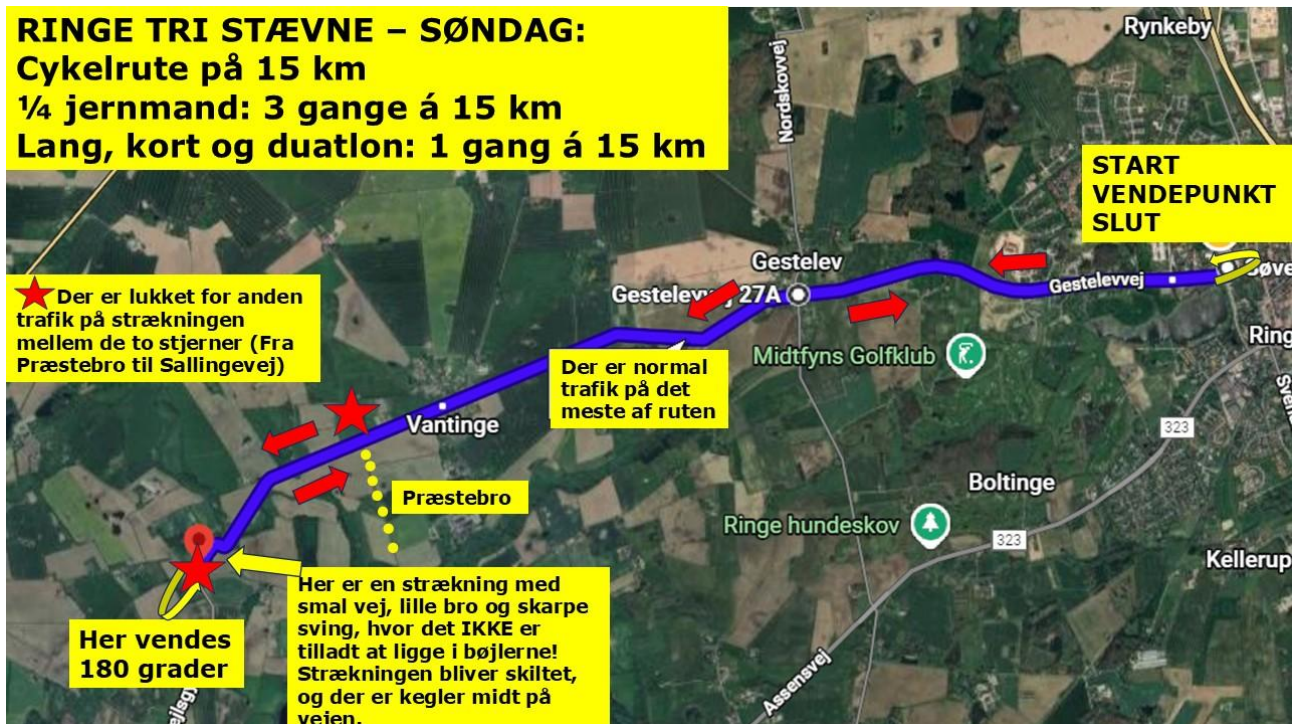 RINGE TRI STÆVNE – SØNDAG:
Cykelrute på 15 km
¼ jernmand: 3 gange á 15 km
Lang, kort og duatlon: 1 gang á 15 km
Rynkeby
Nordskovvej
START
VENDEPUNKT
SLUT
Gestelev
Gestelevvej 27A
Gestelevvej
Søve
Der er lukket for anden
trafik på strækningen
mellem de to stjerner (Fra
Præstebro til Sallingevej)
Midtfyns Golfklub
Ring
Der er normal
trafik på det
meste af ruten
Vantinge
323
Præstebro
Boltinge
Ringe hundeskov
323
Kellerup
Her er en strækning med
smal vej, lille bro og skarpe
sving, hvor det IKKE er
tilladt at ligge i bøjlerne!
Strækningen bliver skiltet,
og der er kegler midt på
vejen.
Her vendes
180 grader
Assensvej